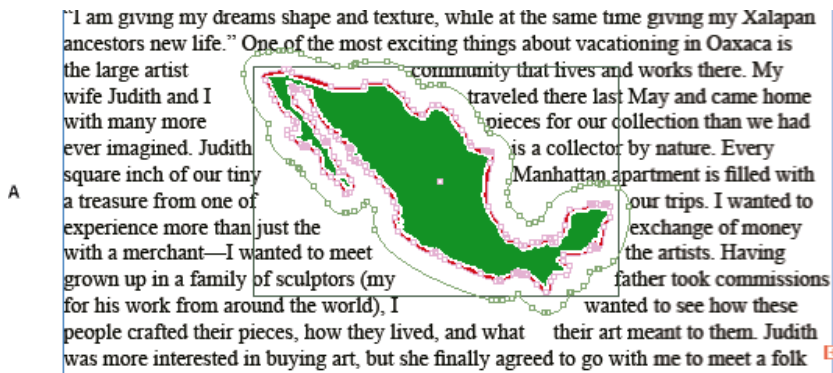 "I am giving my dreams shape and texture, while at the same time giving my Xalapan
ancestors new life." One of the most exciting things about vacationing in Oaxaca is
the large artist community that lives and works there. My
wife Judith and I traveled there last May and came home
with many more pieces for our collection than we had
ever imagined. Judith is a collector by nature. Every
square inch of our tiny Manhattan apartment is filled with
A
a treasure from one of our trips. I wanted to
experience more than just the exchange of money
with a merchant—I wanted to meet the artists. Having
grown up in a family of sculptors (my father took commissions
for his work from around the world), I wanted to see how these
people crafted their pieces, how they lived, and what their art meant to them. Judith
was more interested in buying art, but she finally agreed to go with me to meet a folk